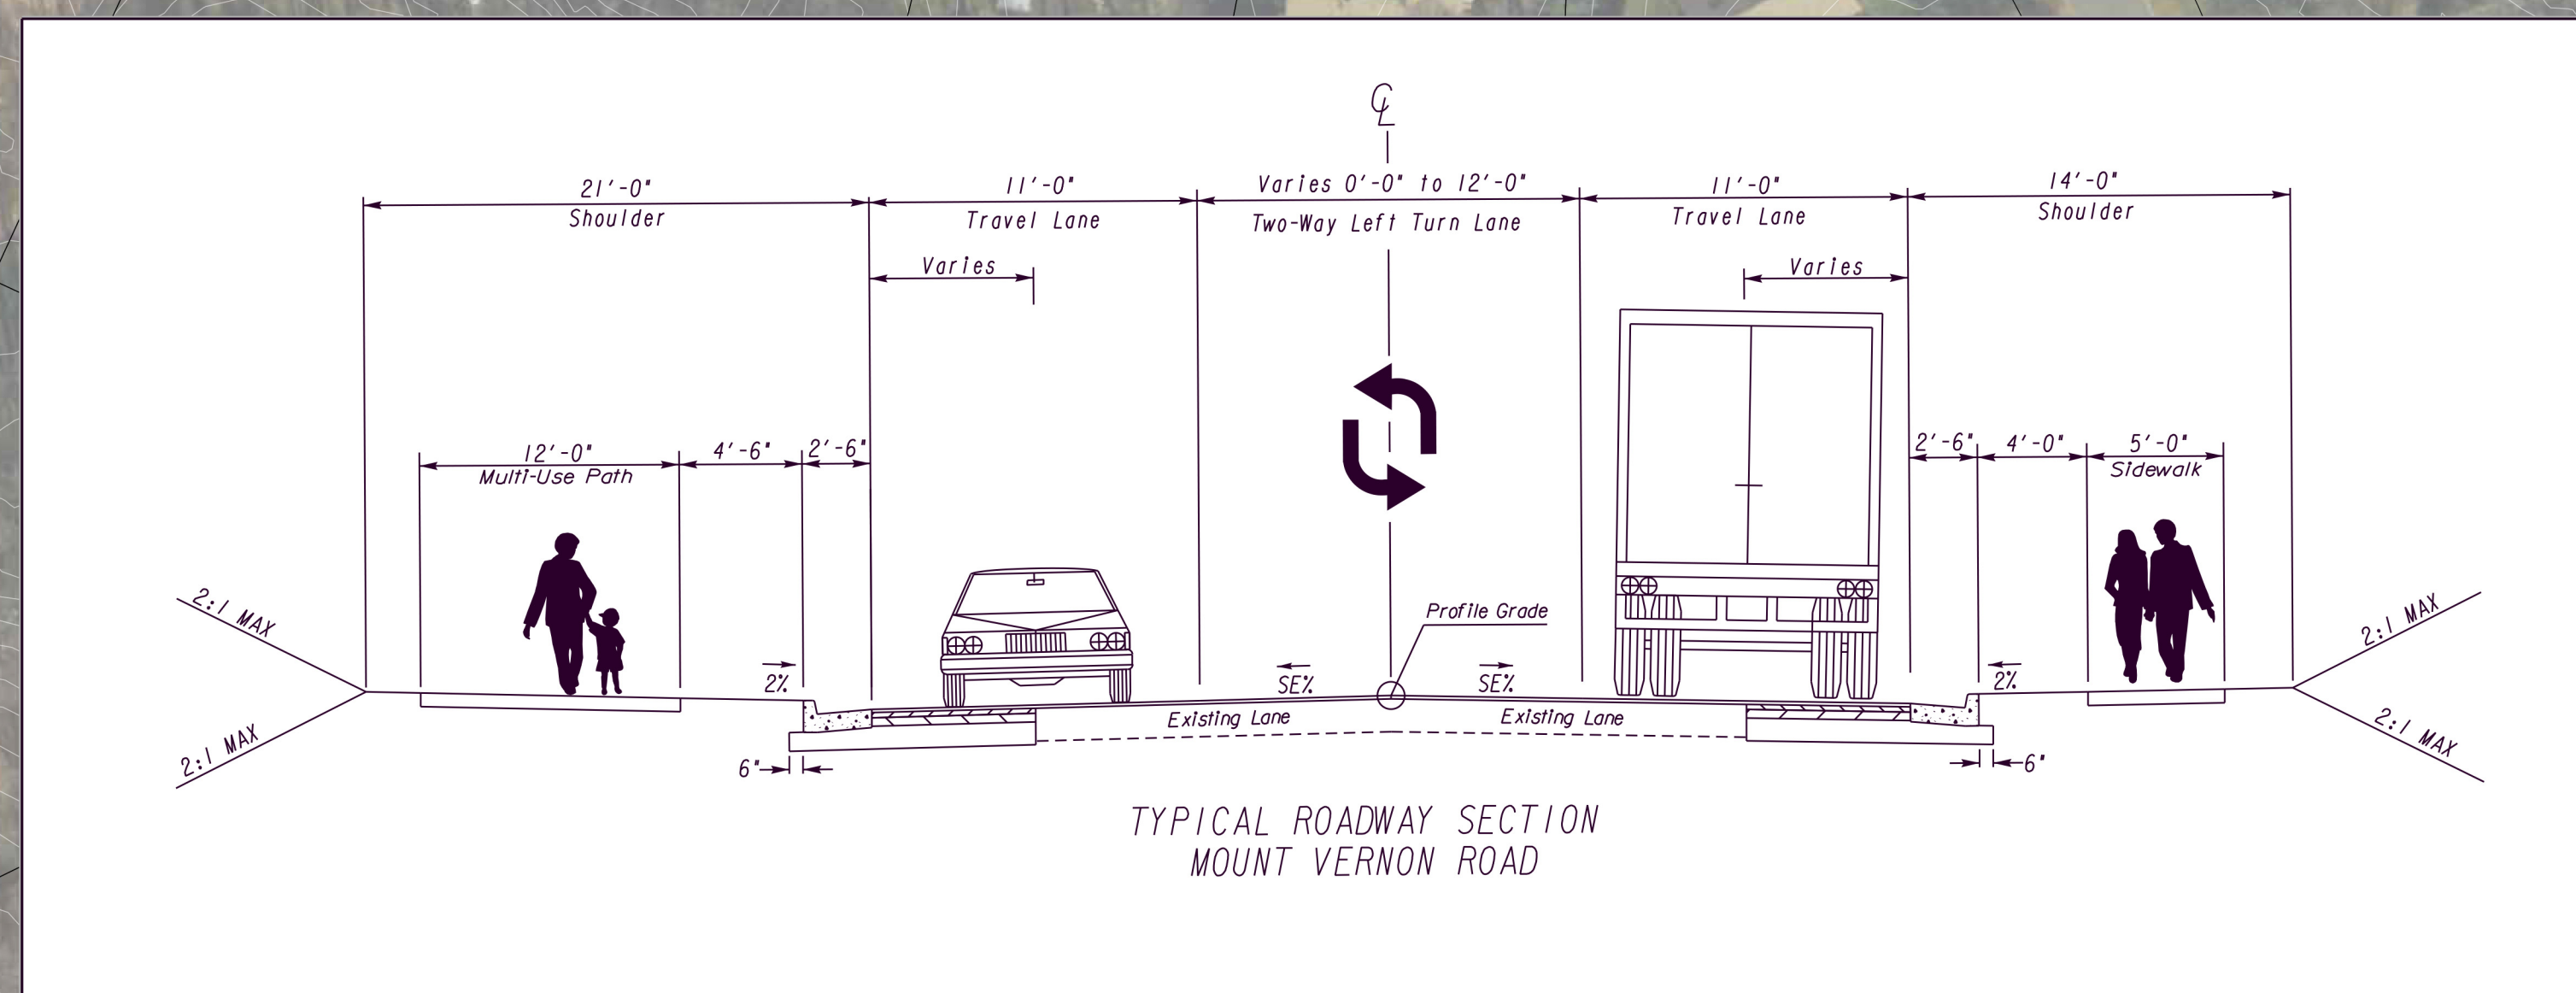 ℄
21'-0"
Shoulder
11'-0"
Travel Lane
Varies 0'-0" to 12'-0"
Two-Way Left Turn Lane
11'-0"
Travel Lane
14'-0"
Shoulder
Varies
Varies
12'-0"
Multi-Use Path
4'-6"
2'-6"
2'-6"
4'-0"
5'-0"
Sidewalk
2:1 MAX
2:1 MAX
2%
SE%
Profile Grade
SE%
2%
2:1 MAX
2:1 MAX
Existing Lane
Existing Lane
6"
6"
TYPICAL ROADWAY SECTION
MOUNT VERNON ROAD